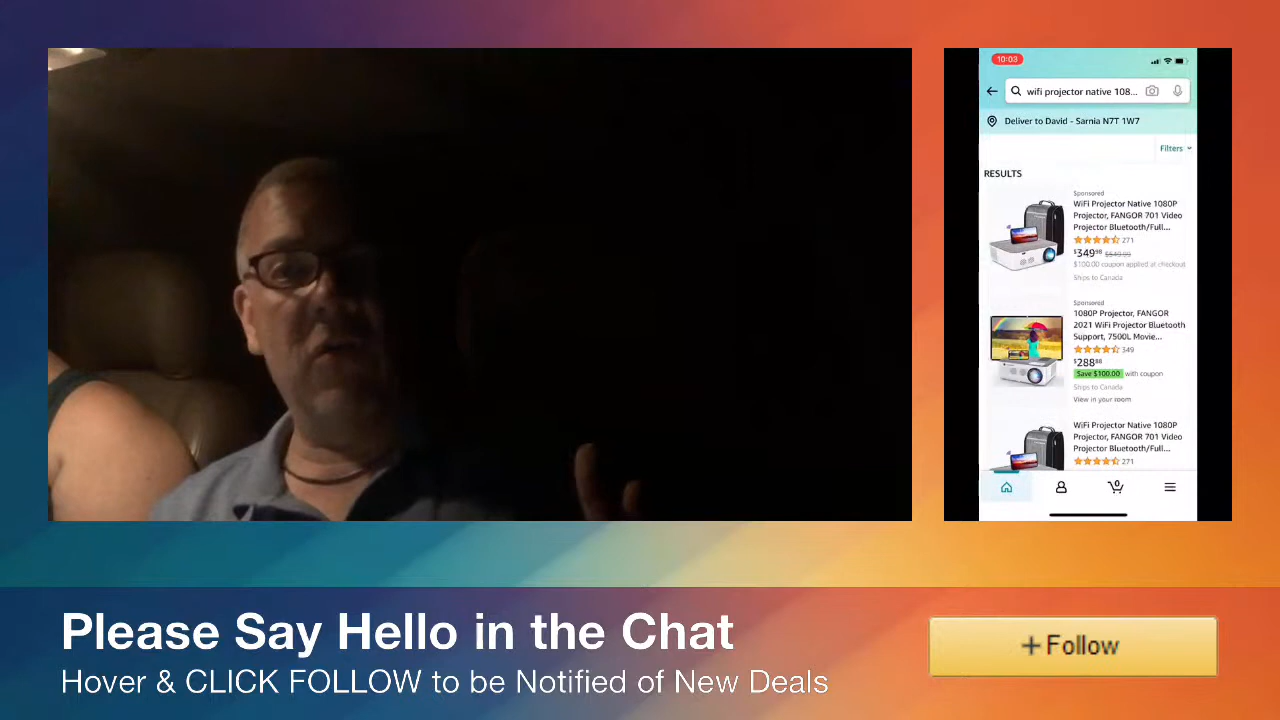 10:03
wifi projector native 108...
Deliver to David - Sarnia N7T 1W7
Filters
RESULTS
Sponsored
WiFi Projector Native 1080P
Projector, FANGOR 701 Video
Projector Bluetooth/Full...
271
$349.98 $549.99
$100.00 coupon applied at checkout
Ships to Canada
Sponsored
1080P Projector, FANGOR
2021 WiFi Projector Bluetooth
Support, 7500L Movie...
349
$288.88
Save $100.00 with coupon
Ships to Canada
View in your room
WiFi Projector Native 1080P
Projector, FANGOR 701 Video
Projector Bluetooth/Full...
271
0
Please Say Hello in the Chat
Hover & CLICK FOLLOW to be Notified of New Deals
+Follow